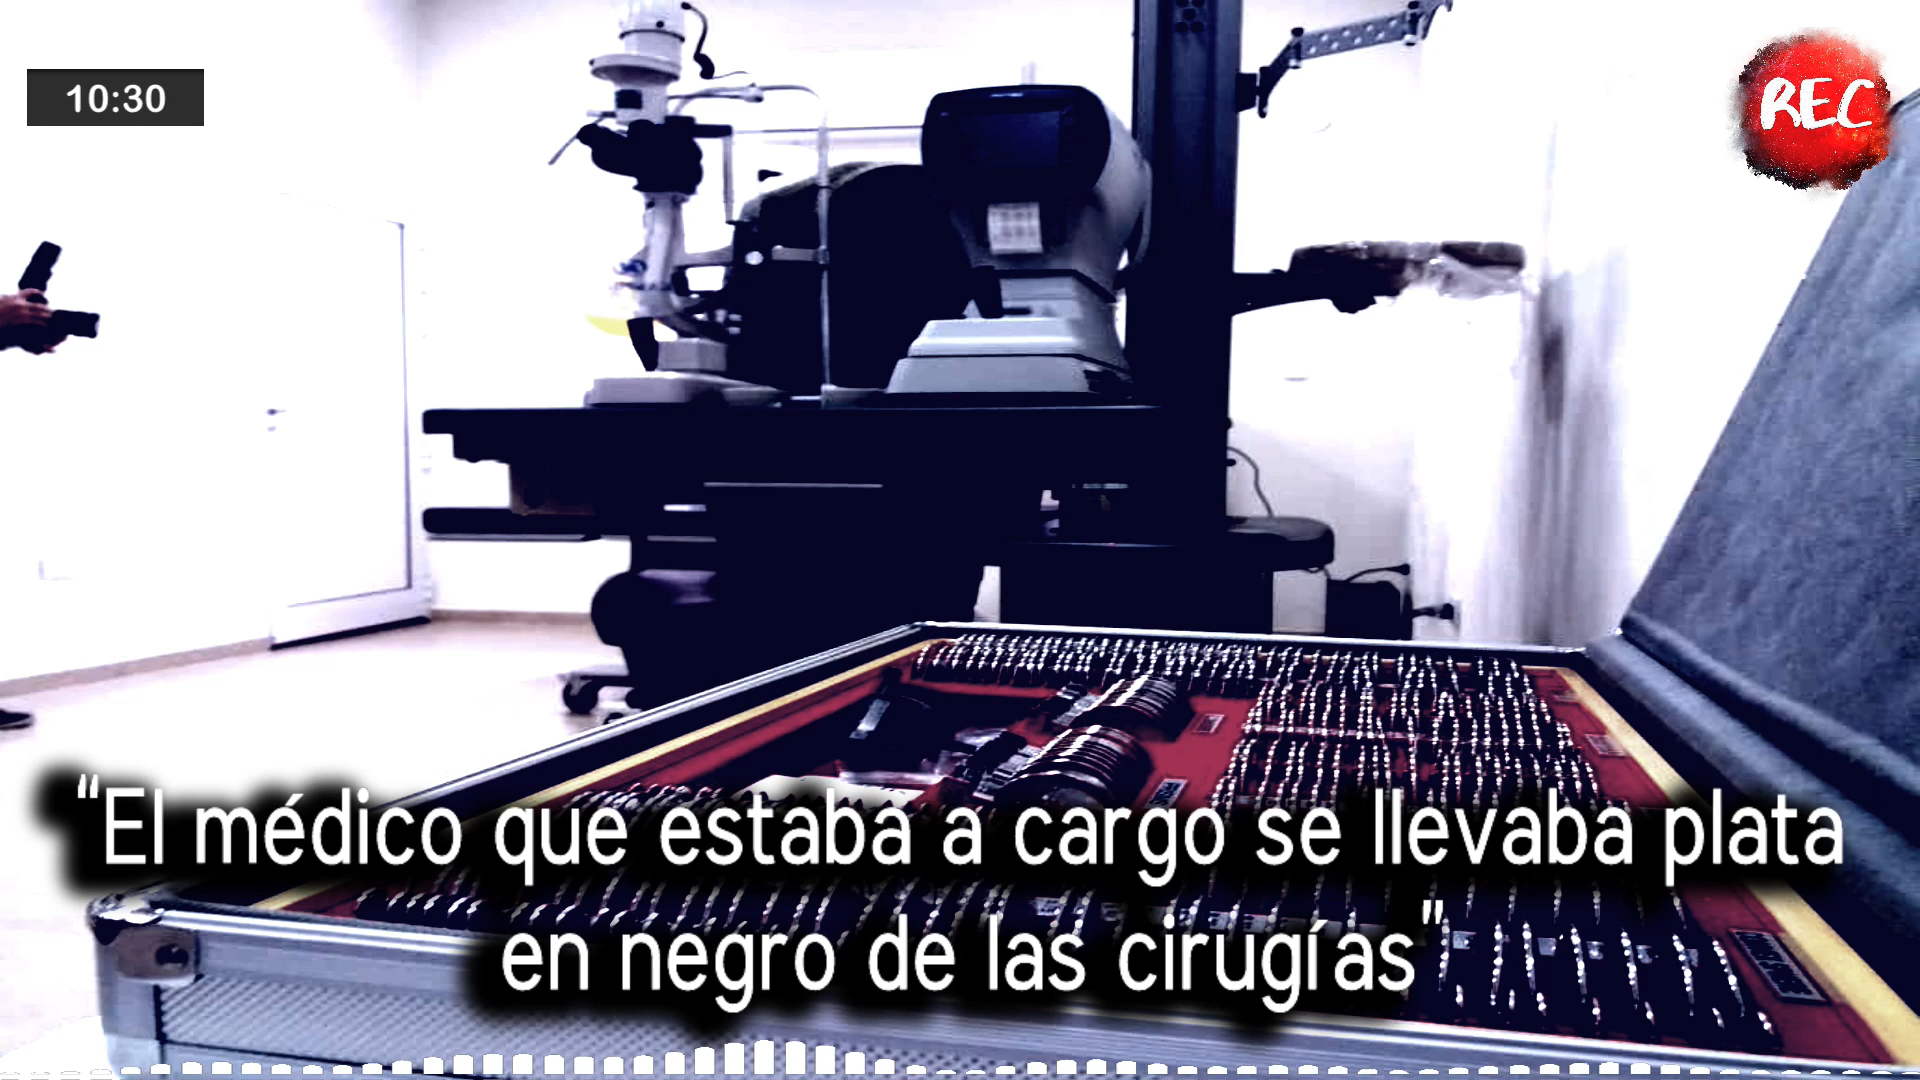 10:30
REC
“El médico que estaba a cargo se llevaba plata
en negro de las cirugías”